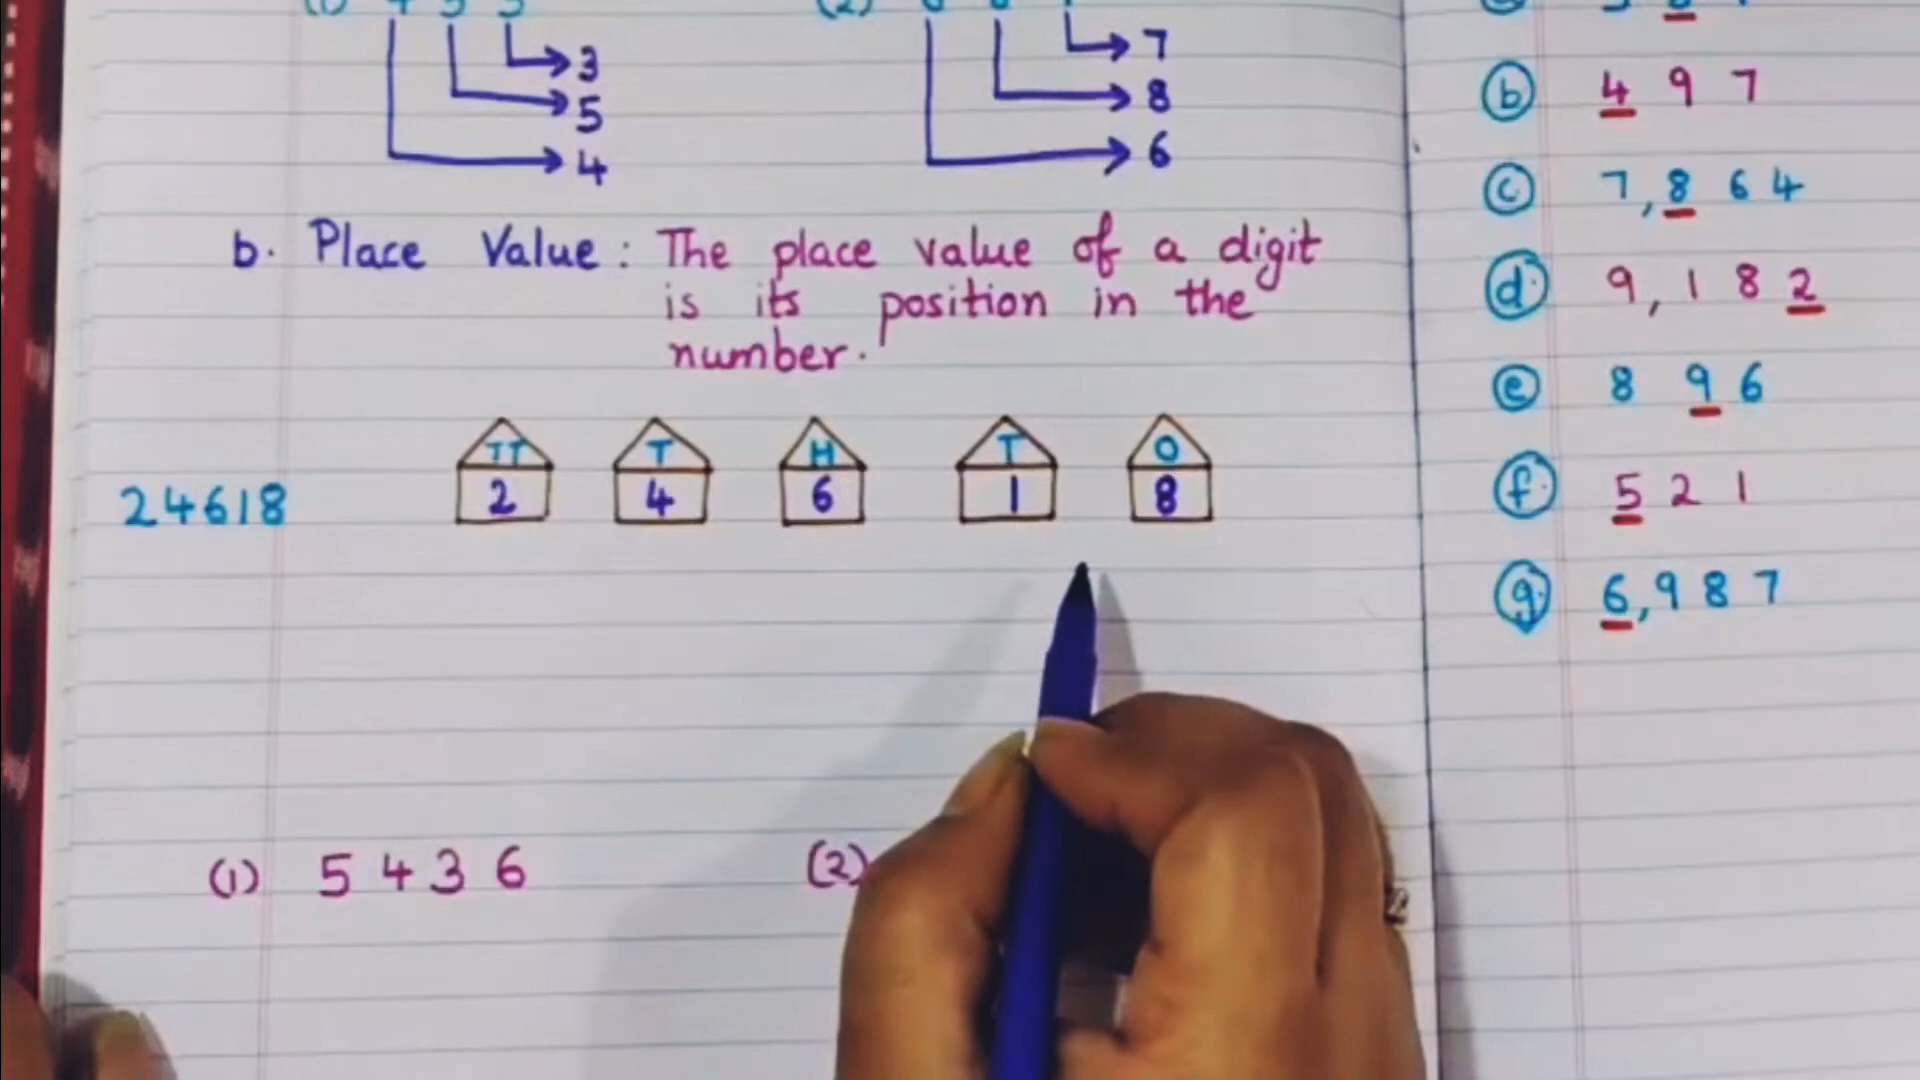 3
5
4
7
8
6
b. Place Value : The place value of a digit
is its position in the
number.
TT T H T O
24618 2 4 6 1 8
(1) 5 4 3 6
(2)
b 4 9 7
c 7,8 6 4
d 9,1 8 2
e 8 9 6
f 5 2 1
g 6,9 8 7